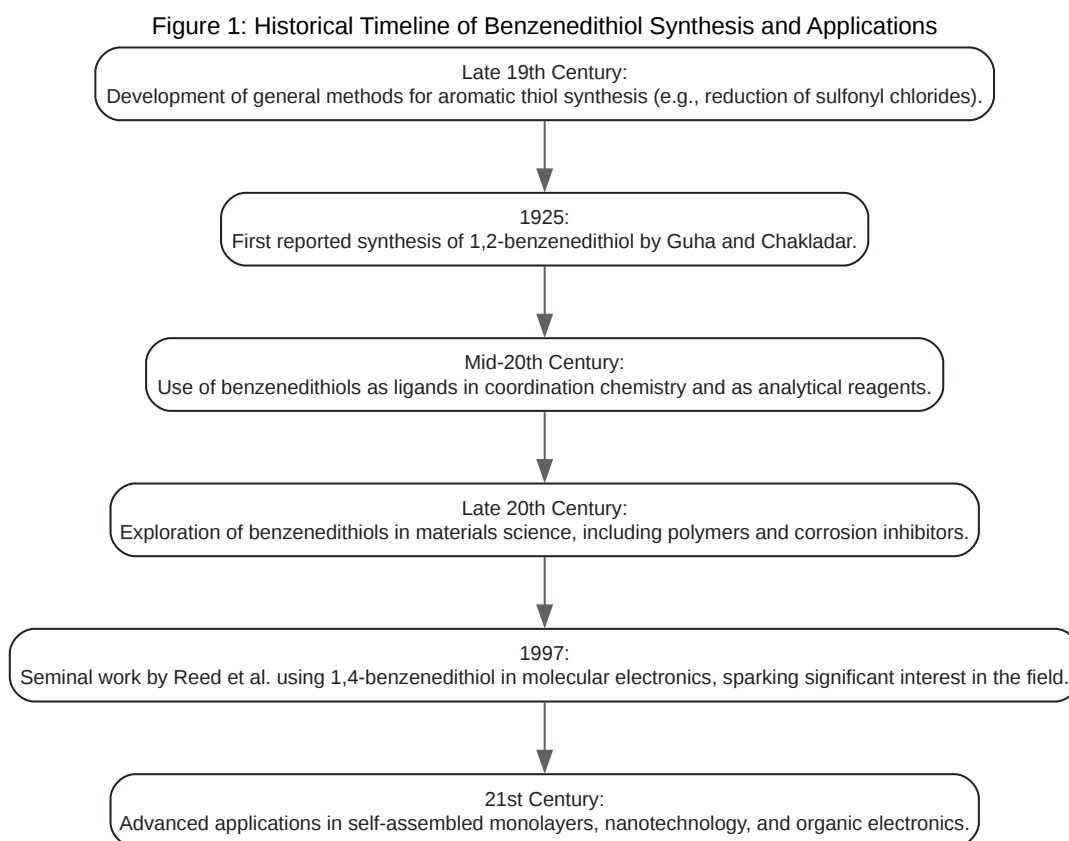 Figure 1: Historical Timeline of Benzenedithiol Synthesis and Applications
Late 19th Century:
Development of general methods for aromatic thiol synthesis (e.g., reduction of sulfonyl chlorides).
1925:
First reported synthesis of 1,2-benzenedithiol by Guha and Chakladar.
Mid-20th Century:
Use of benzenedithiols as ligands in coordination chemistry and as analytical reagents.
Late 20th Century:
Exploration of benzenedithiols in materials science, including polymers and corrosion inhibitors.
1997:
Seminal work by Reed et al. using 1,4-benzenedithiol in molecular electronics, sparking significant interest in the field.
21st Century:
Advanced applications in self-assembled monolayers, nanotechnology, and organic electronics.